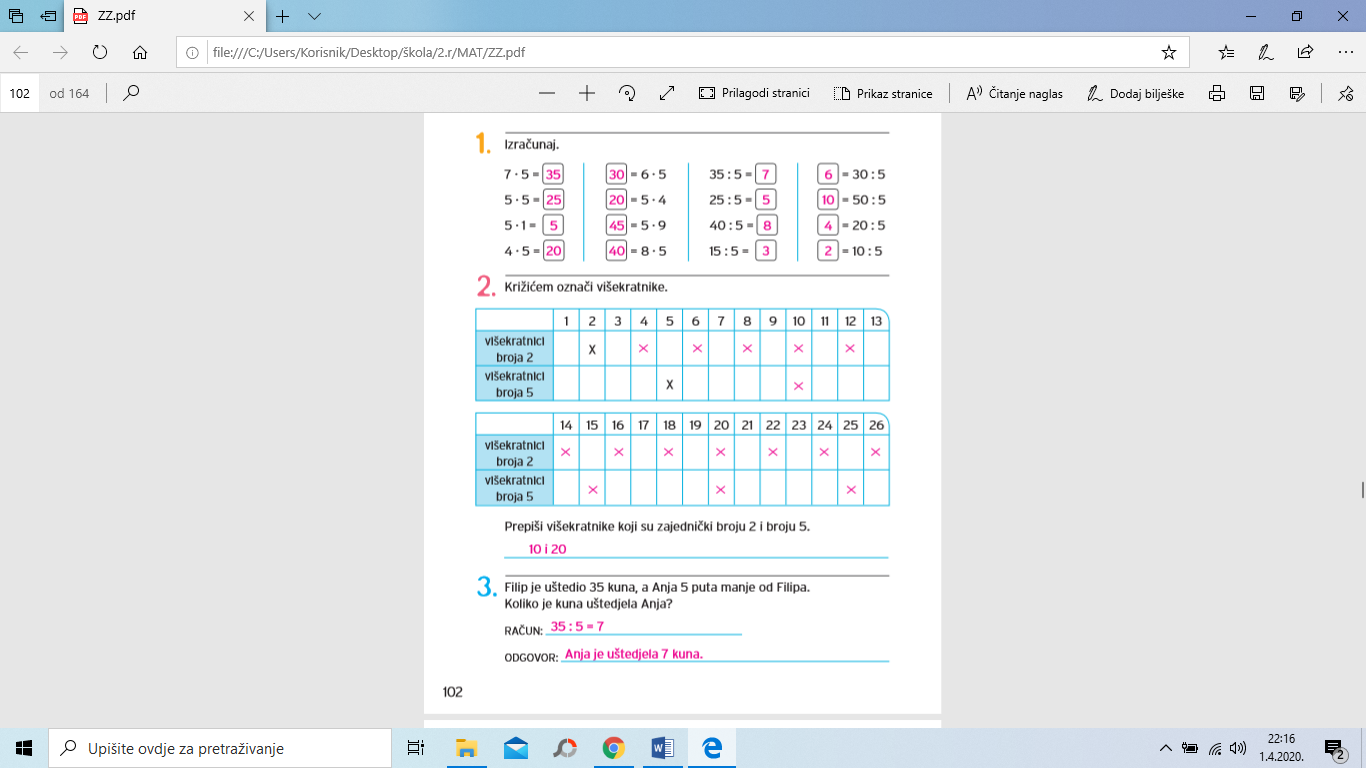 ZZ.pdf
file:///C:/Users/Korisnik/Desktop/škola/2.r/MAT/ZZ.pdf
102 od 164 Prilagodi stranici Prikaz stranice Čitanje naglas Dodaj bilješke
1. Izračunaj.
7 · 5 = 35 30 = 6 · 5 35 : 5 = 7 6 = 30 : 5
5 · 5 = 25 20 = 5 · 4 25 : 5 = 5 10 = 50 : 5
5 · 1 = 5 45 = 5 · 9 40 : 5 = 8 4 = 20 : 5
4 · 5 = 20 40 = 8 · 5 15 : 5 = 3 2 = 10 : 5
2. Križićem označi višekratnike.
1 2 3 4 5 6 7 8 9 10 11 12 13
višekratnici
broja 2
x × × × × ×
višekratnici
broja 5
x ×
14 15 16 17 18 19 20 21 22 23 24 25 26
višekratnici
broja 2
× × × × × × ×
višekratnici
broja 5
× × ×
Prepiši višekratnike koji su zajednički broju 2 i broju 5.
10 i 20
3. Filip je uštedio 35 kuna, a Anja 5 puta manje od Filipa.
Koliko je kuna uštedjela Anja?
RAČUN: 35 : 5 = 7
ODGOVOR: Anja je uštedjela 7 kuna.
102
Upišite ovdje za pretraživanje
22:16
1.4.2020.
2